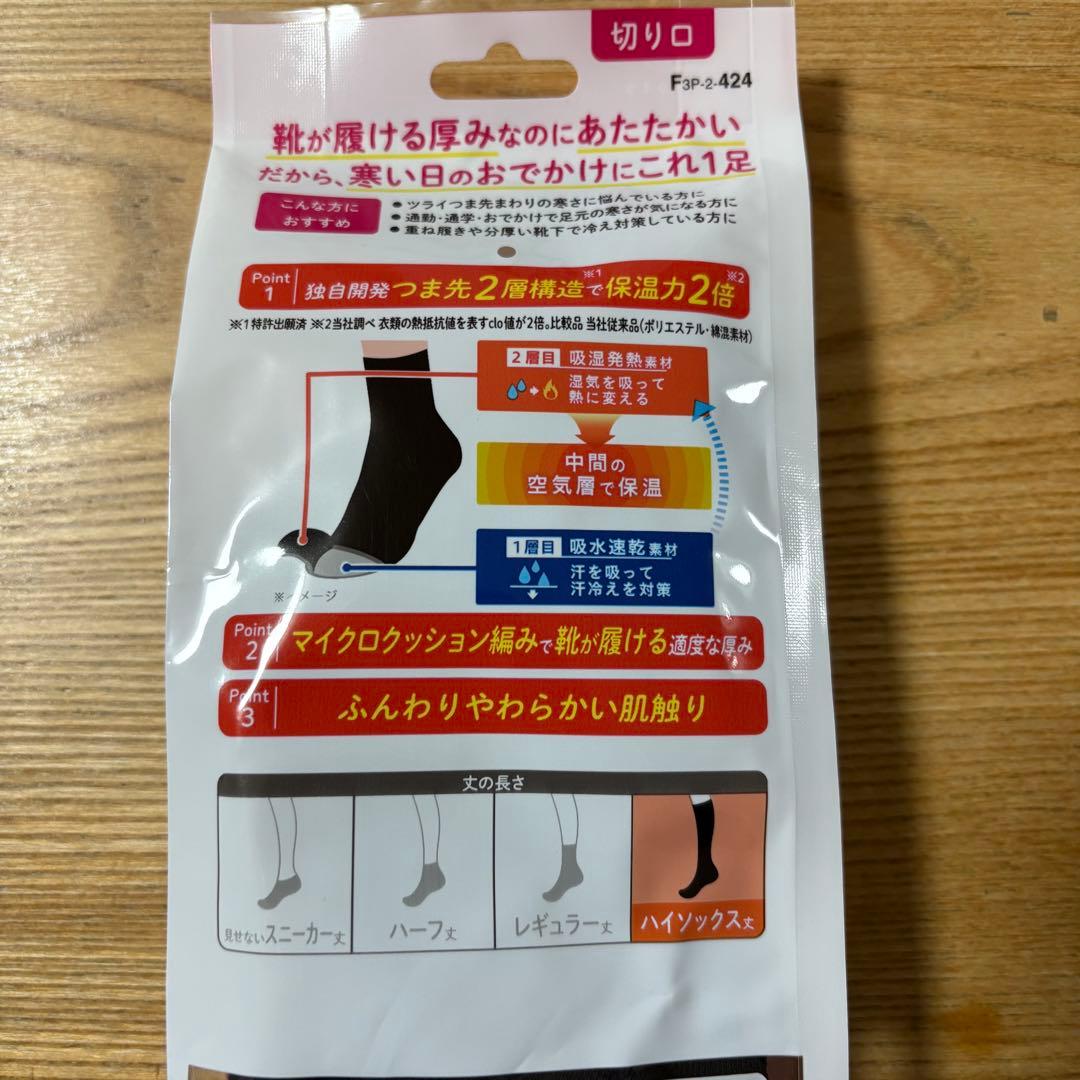 切り口
F3P-2-424
靴が履ける厚みなのにあたたかい
だから、寒い日のおでかけにこれ1足
こんな方に
おすすめ
●ツライつま先まわりの寒さに悩んでいる方に
●通勤・通学・おでかけで足元の寒さが気になる方に
●重ね履きや分厚い靴下で冷え対策している方に
Point 1 独自開発つま先2層構造※1で保温力2倍※2
※1特許出願済 ※2当社調べ 衣類の熱抵抗値を表すclo値が2倍。比較品 当社従来品(ポリエステル・綿混素材)
2層目 吸湿発熱素材
湿気を吸って
熱に変える
中間の
空気層で保温
1層目 吸水速乾素材
汗を吸って
汗冷えを対策
※イメージ
Point 2 マイクロクッション編みで靴が履ける適度な厚み
Point 3 ふんわりやわらかい肌触り
丈の長さ
見せないスニーカー丈
ハーフ丈
レギュラー丈
ハイソックス丈